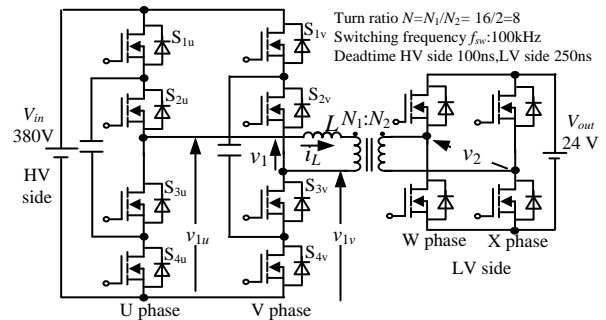 Turn ratio N=N1/N2= 16/2=8
Switching frequency fsw:100kHz
Deadtime HV side 100ns,LV side 250ns
S1u
S1v
S2u
S2v
Vin
380V
HV
side
L
N1:N2
iL
v1
v2
Vout
24 V
S3u
S3v
v1u
v1v
S4u
S4v
W phase
X phase
LV side
U phase
V phase